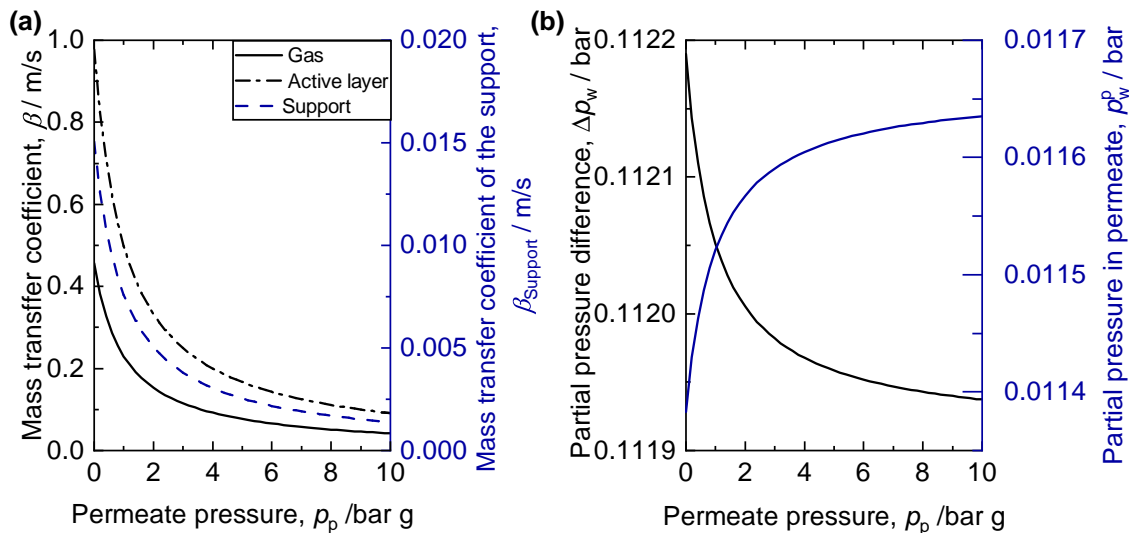 (a)
Mass transffer coefficient, β / m/s
1.0
0.8
0.6
0.4
0.2
0.0
0 2 4 6 8 10
Permeate pressure, pp /bar g
Gas
Active layer
Support
0.020
0.015
0.010
0.005
0.000
Mass transfer coefficient of the support,
βSupport / m/s
(b)
Partial pressure difference, Δpw / bar
0.1122
0.1121
0.1120
0.1119
0 2 4 6 8 10
Permeate pressure, pp /bar g
0.0117
0.0116
0.0115
0.0114
Partial pressure in permeate, pwp / bar